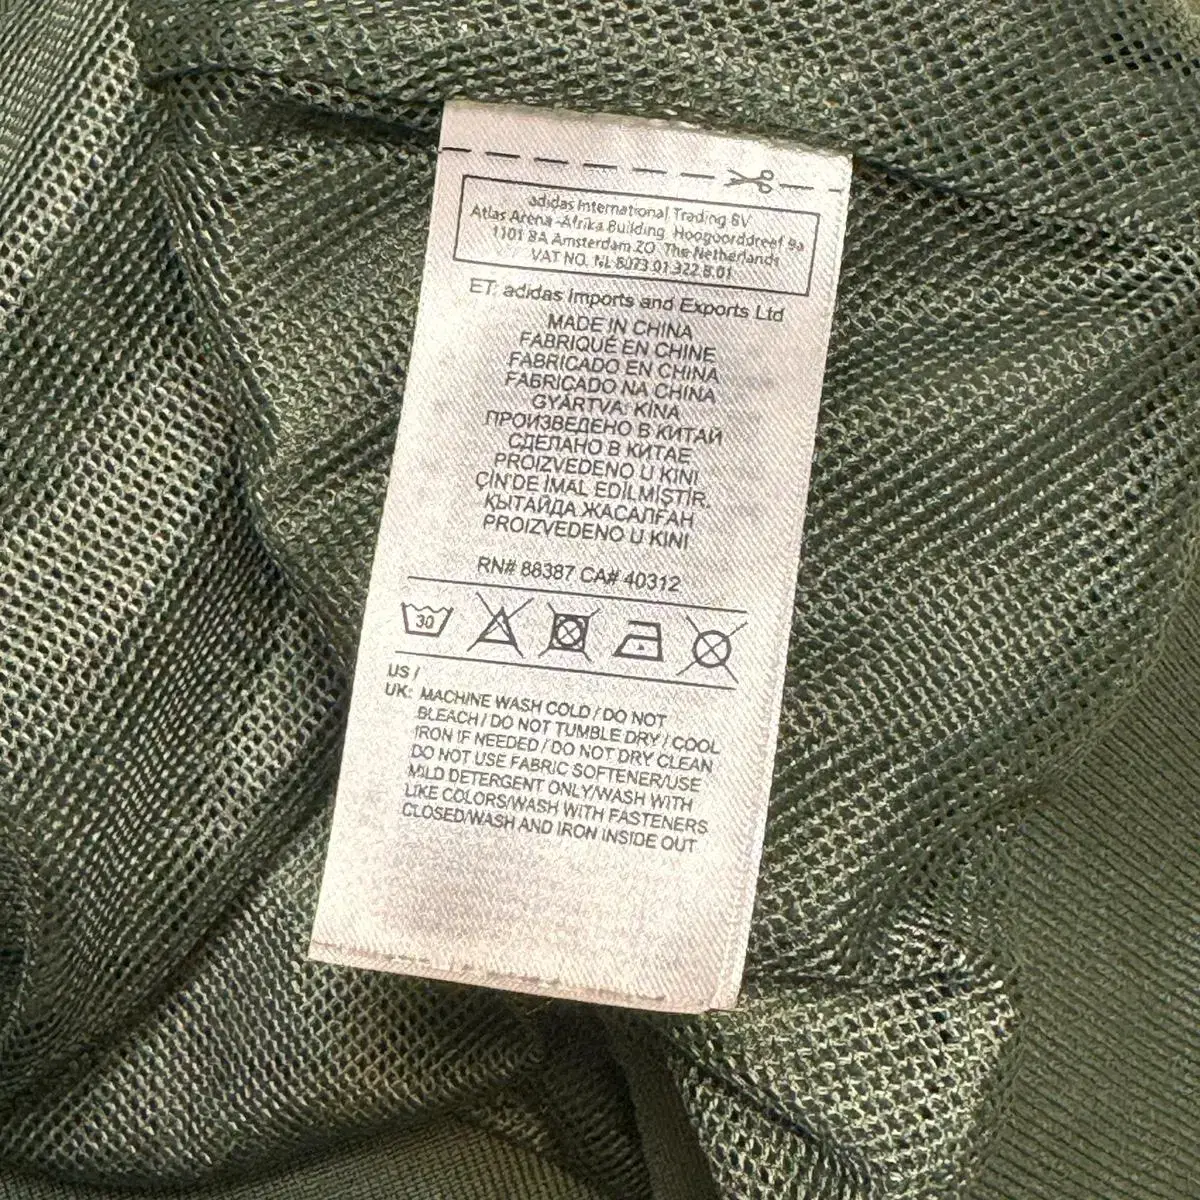 adidas International Trading BV
Atlas Arena -Afrika Building Hoogoorddreef 9a
1101 BA Amsterdam ZO The Netherlands
VAT NO. NL 8073.01.322.B.01
ET: adidas Imports and Exports Ltd
MADE IN CHINA
FABRIQUÉ EN CHINE
FABRICADO EN CHINA
FABRICADO NA CHINA
GYÁRTVA: KÍNA
ПРОИЗВЕДЕНО В КИТАЙ
СДЕЛАНО В КИТАЕ
PROIZVEDENO U KINI
ÇİN'DE İMAL EDİLMİŞTİR.
ҚЫТАЙДА ЖАСАЛҒАН
PROIZVEDENO U KINI
RN# 88387 CA# 40312
30
US /
UK: MACHINE WASH COLD / DO NOT
BLEACH / DO NOT TUMBLE DRY / COOL
IRON IF NEEDED / DO NOT DRY CLEAN
DO NOT USE FABRIC SOFTENER/USE
MILD DETERGENT ONLY/WASH WITH
LIKE COLORS/WASH WITH FASTENERS
CLOSED/WASH AND IRON INSIDE OUT